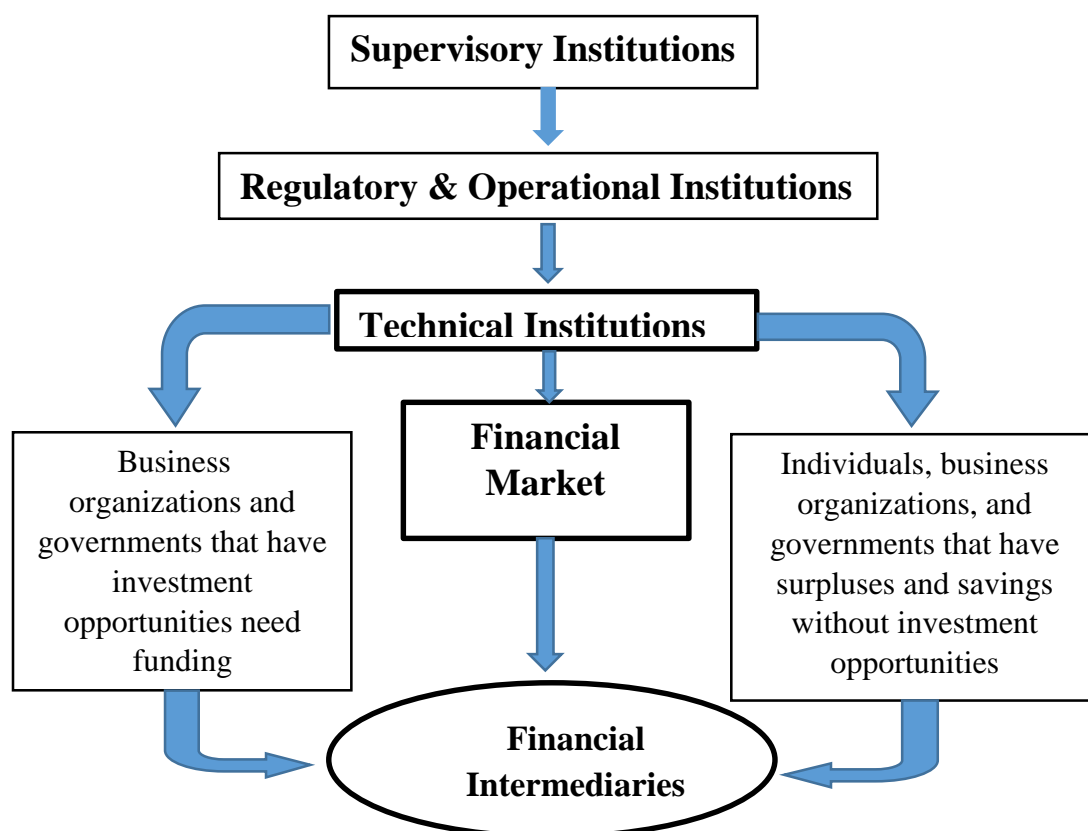 Supervisory Institutions
Regulatory & Operational Institutions
Technical Institutions
Business
organizations and
governments that have
investment
opportunities need
funding
Financial
Market
Individuals, business
organizations, and
governments that have
surpluses and savings
without investment
opportunities
Financial
Intermediaries